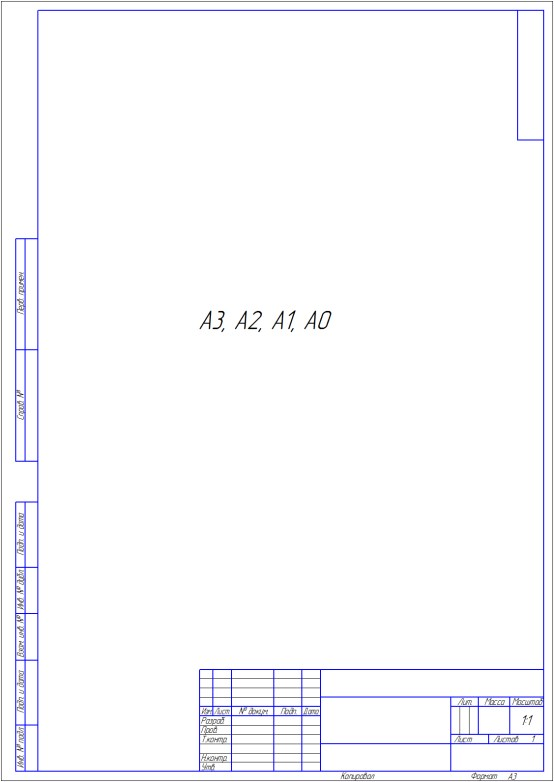 Перв. примен.
Справ. №
А3, А2, А1, А0
Подп. и дата
Инв. № дубл.
Взам. инв. №
Подп. и дата
Инв. № подл.
Изм. Лист № докум. Подп. Дата
Разраб.
Пров.
Т.контр.
Н.контр.
Утв.
Лит. Масса Масштаб
1:1
Лист Листов 1
Копировал Формат А3